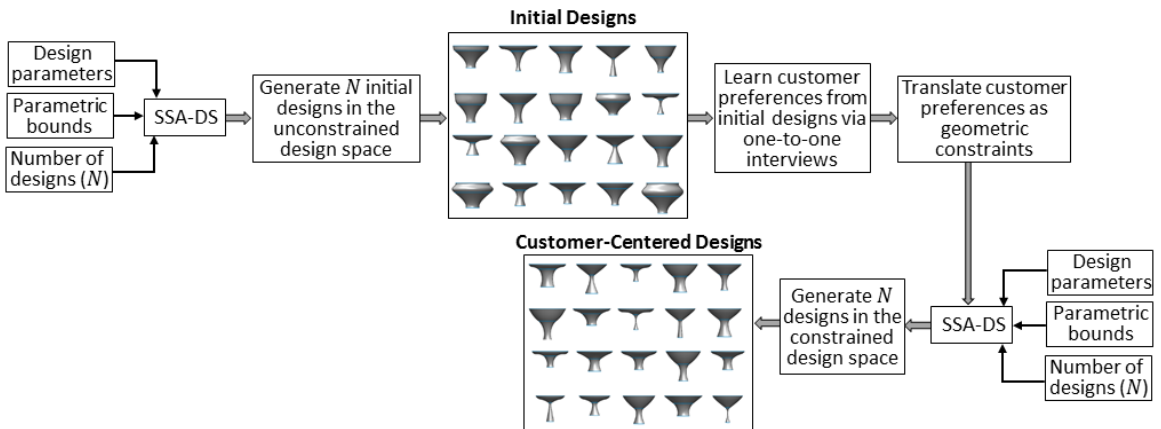 Initial Designs
Design
parameters
Parametric
bounds
Number of
designs (N)
SSA-DS
Generate N initial
designs in the
unconstrained
design space
Learn customer
preferences from
initial designs via
one-to-one
interviews
Translate customer
preferences as
geometric
constraints
Customer-Centered Designs
Design
parameters
Parametric
bounds
Number of
designs (N)
SSA-DS
Generate N
designs in the
constrained
design space